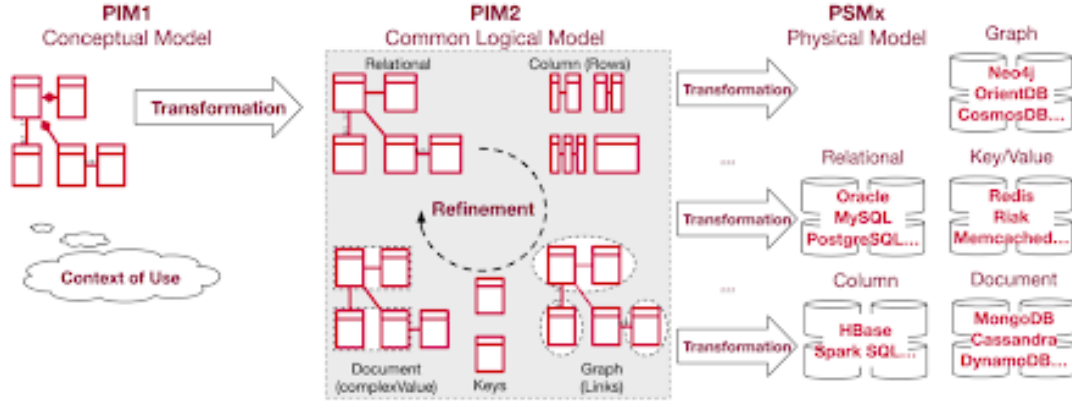 PIM1
Conceptual Model
Transformation
Context of Use
PIM2
Common Logical Model
Relational
Column (Rows)
Refinement
Document
(complexValue)
Keys
Graph
(Links)
Transformation
...
Transformation
...
Transformation
PSMx
Physical Model
Graph
Neo4j
OrientDB
CosmosDB...
Relational
Oracle
MySQL
PostgreSQL...
Key/Value
Redis
Riak
Memcached...
Column
HBase
Spark SQL...
Document
MongoDB
Cassandra
DynamoDB...